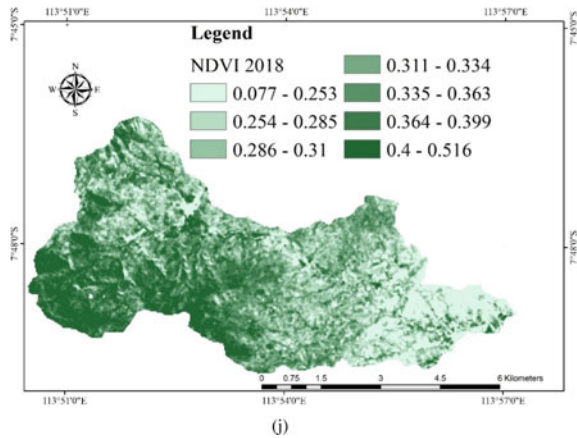 113°51'0"E 113°54'0"E 113°57'0"E
7°45'0"S 7°45'0"S
Legend
NDVI 2018
0.077 - 0.253
0.254 - 0.285
0.286 - 0.31
0.311 - 0.334
0.335 - 0.363
0.364 - 0.399
0.4 - 0.516
N
W E
S
7°48'0"S 7°48'0"S
0 0.75 1.5 3 4.5 6 Kilometers
113°51'0"E 113°54'0"E 113°57'0"E
(j)